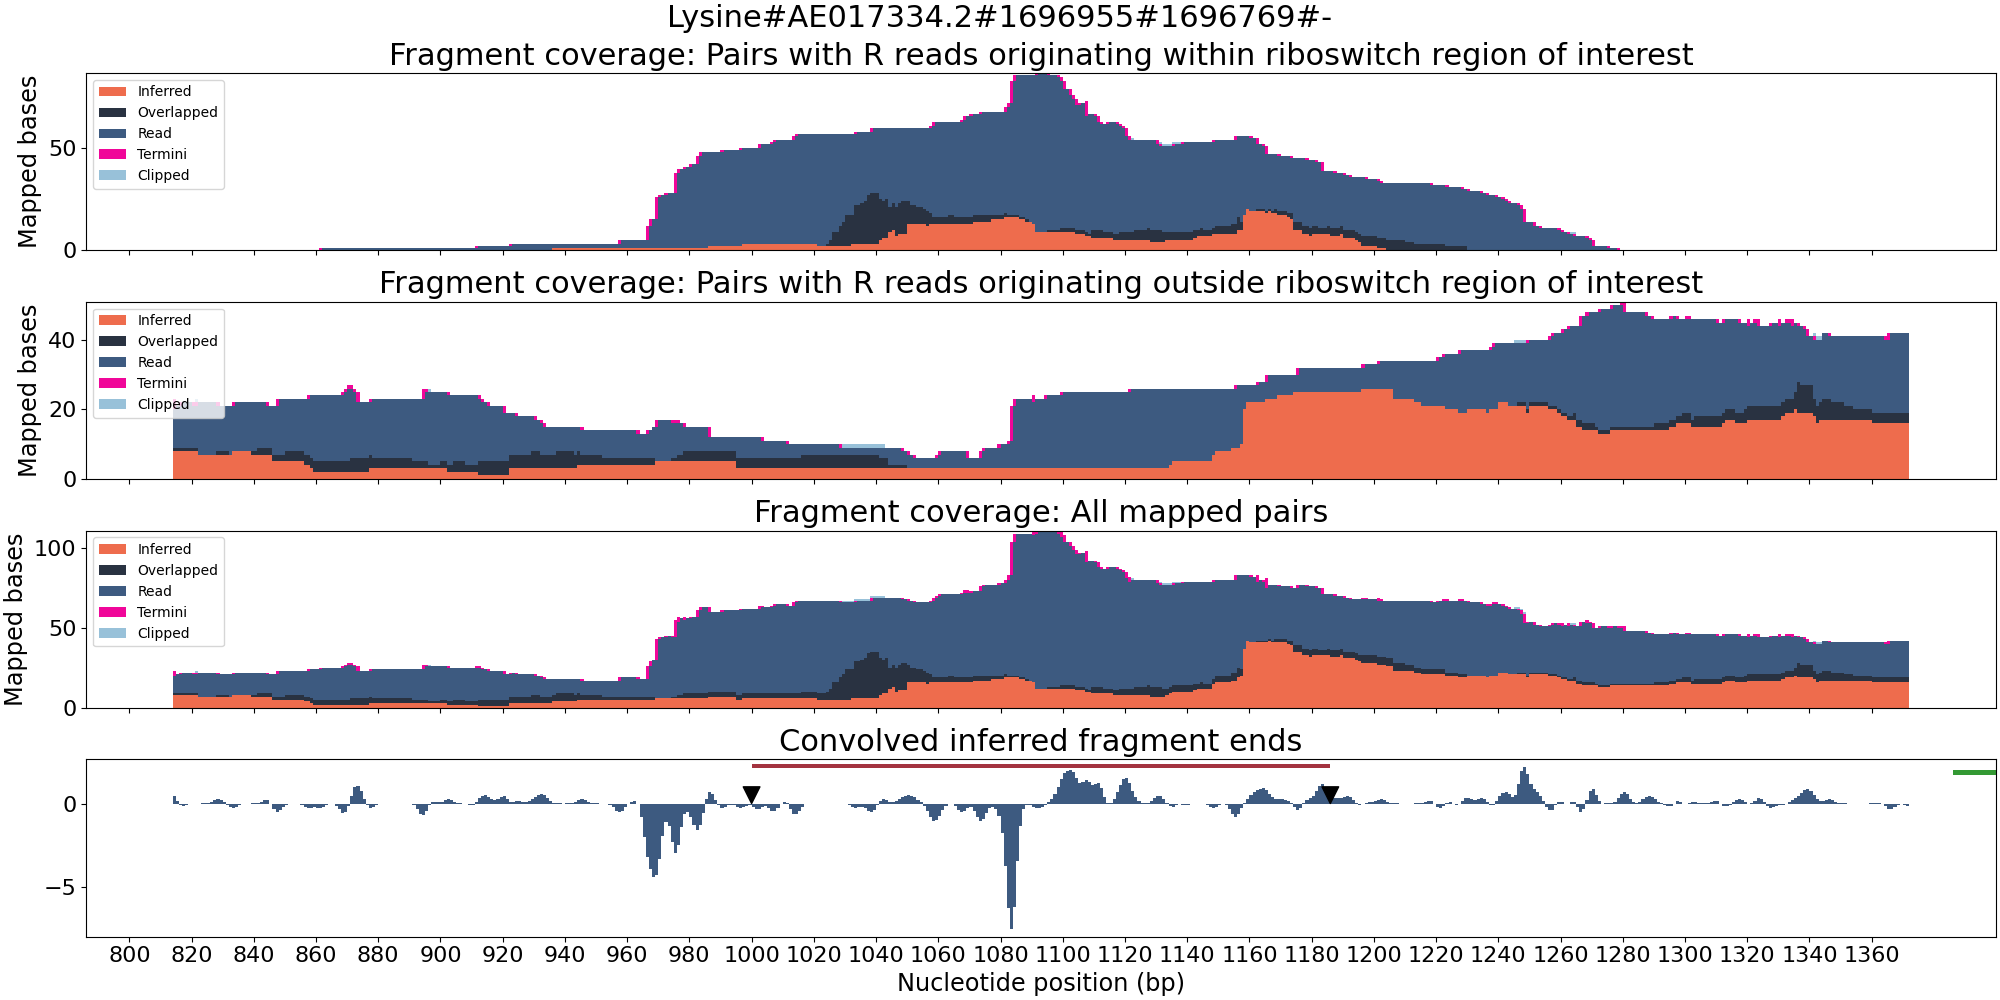 Lysine#AE017334.2#1696955#1696769#-
Fragment coverage: Pairs with R reads originating within riboswitch region of interest
Mapped bases
50
0
Inferred
Overlapped
Read
Termini
Clipped
Fragment coverage: Pairs with R reads originating outside riboswitch region of interest
Mapped bases
40
20
0
Inferred
Overlapped
Read
Termini
Clipped
Fragment coverage: All mapped pairs
Mapped bases
100
50
0
Inferred
Overlapped
Read
Termini
Clipped
Convolved inferred fragment ends
0
−5
800 820 840 860 880 900 920 940 960 980 1000 1020 1040 1060 1080 1100 1120 1140 1160 1180 1200 1220 1240 1260 1280 1300 1320 1340 1360
Nucleotide position (bp)